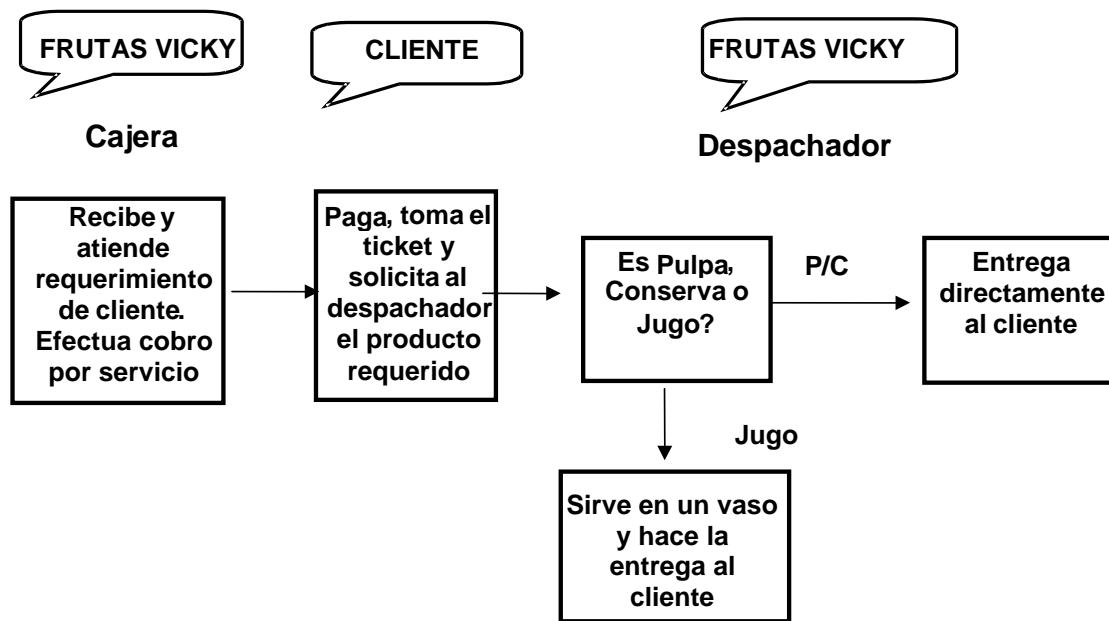 FRUTAS VICKY
CLIENTE
FRUTAS VICKY
Cajera
Despachador
Recibe y
atiende
requerimiento
de cliente.
Efectua cobro
por servicio
Paga, toma el
ticket y
solicita al
despachador
el producto
requerido
Es Pulpa,
Conserva o
Jugo?
P/C
Entrega
directamente
al cliente
Jugo
Sirve en un vaso
y hace la
entrega al
cliente